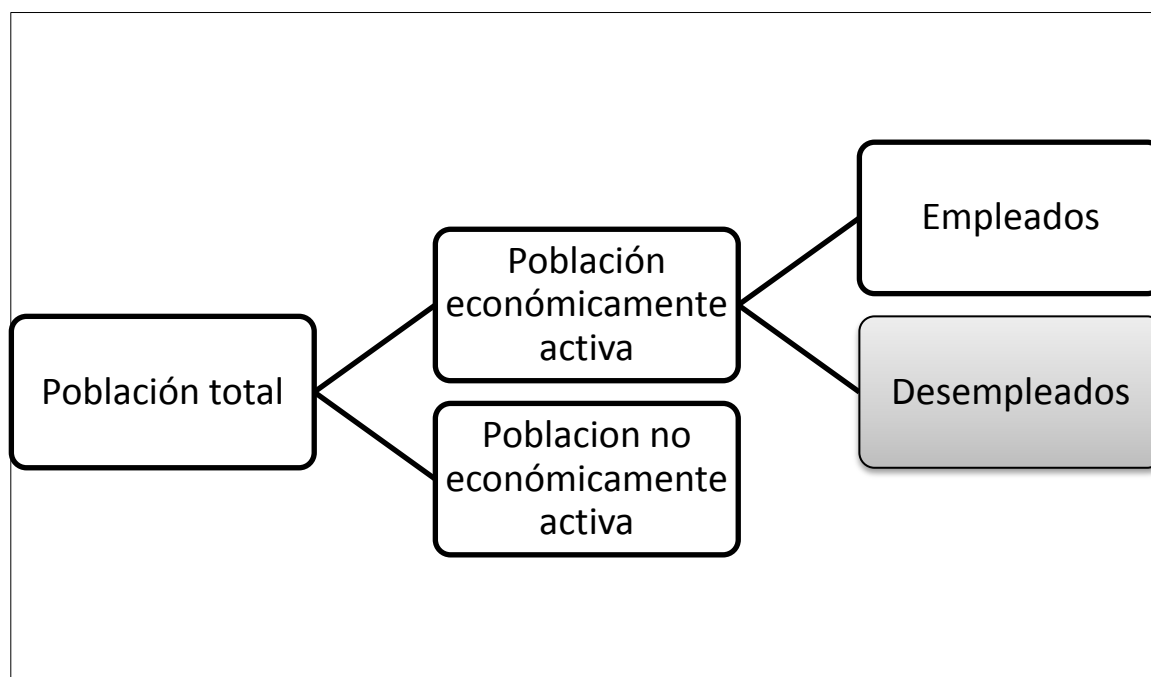 Población total
Población
económicamente
activa
Poblacion no
económicamente
activa
Empleados
Desempleados